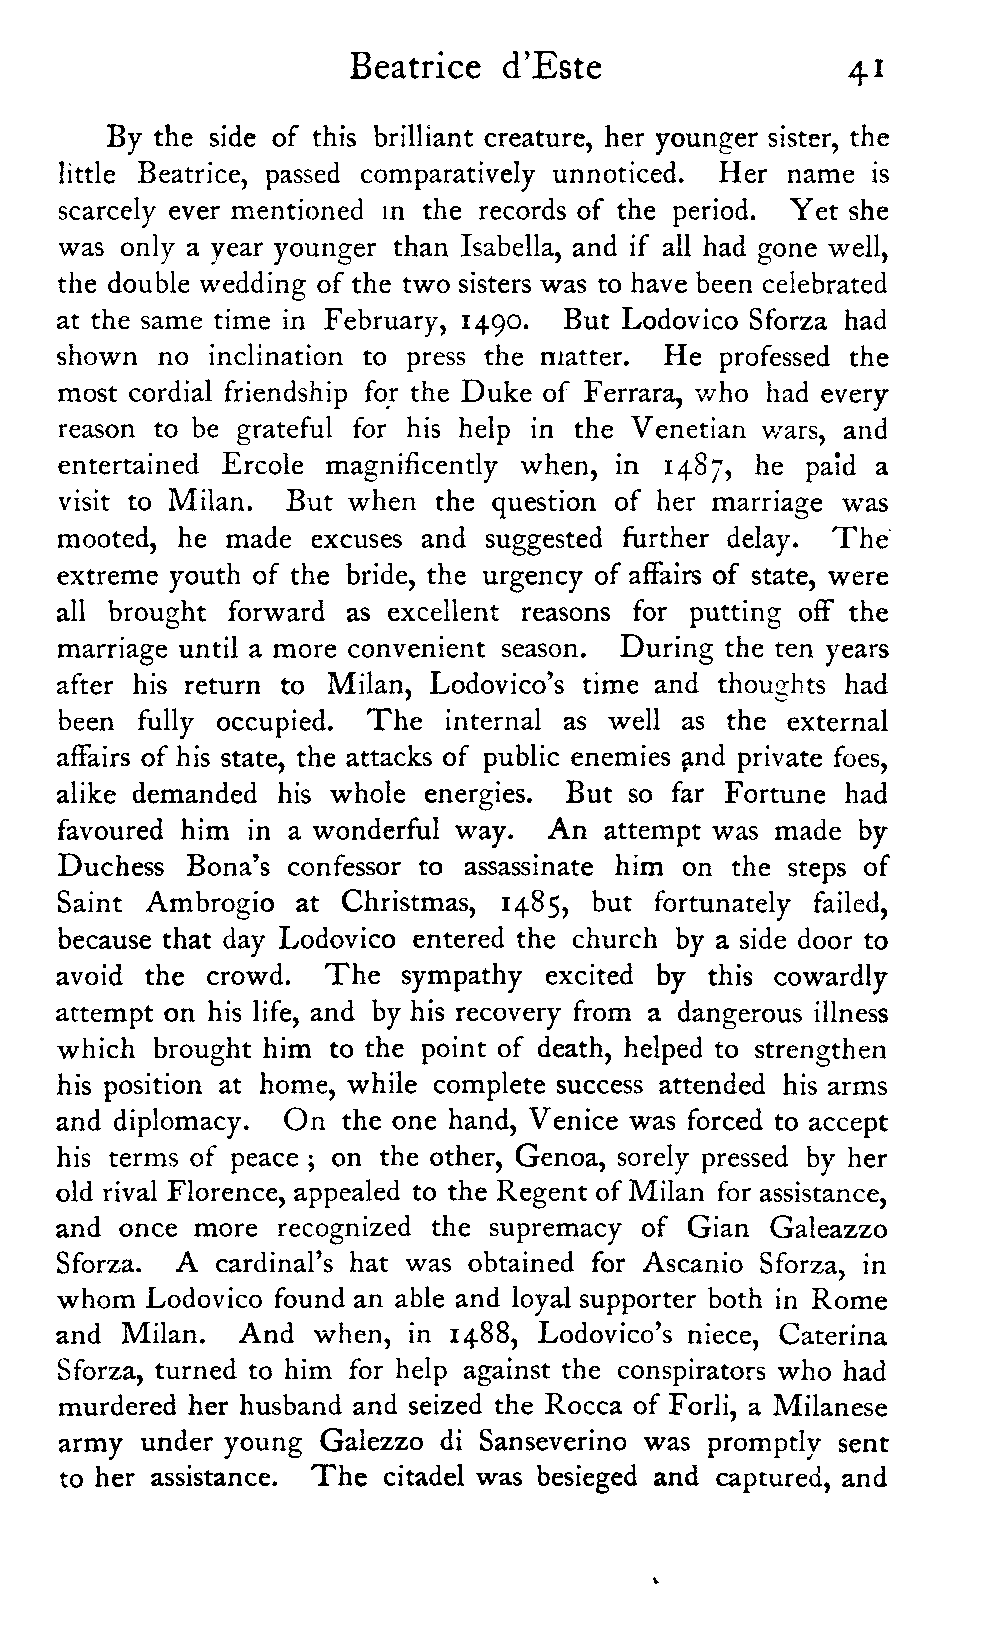 Beatrice d'Este 41
By the side of this brilliant creature, her younger sister, the
little Beatrice, passed comparatively unnoticed. Her name is
scarcely ever mentioned in the records of the period. Yet she
was only a year younger than Isabella, and if all had gone well,
the double wedding of the two sisters was to have been celebrated
at the same time in February, 1490. But Lodovico Sforza had
shown no inclination to press the matter. He professed the
most cordial friendship for the Duke of Ferrara, who had every
reason to be grateful for his help in the Venetian wars, and
entertained Ercole magnificently when, in 1487, he paid a
visit to Milan. But when the question of her marriage was
mooted, he made excuses and suggested further delay. The
extreme youth of the bride, the urgency of affairs of state, were
all brought forward as excellent reasons for putting off the
marriage until a more convenient season. During the ten years
after his return to Milan, Lodovico's time and thoughts had
been fully occupied. The internal as well as the external
affairs of his state, the attacks of public enemies and private foes,
alike demanded his whole energies. But so far Fortune had
favoured him in a wonderful way. An attempt was made by
Duchess Bona's confessor to assassinate him on the steps of
Saint Ambrogio at Christmas, 1485, but fortunately failed,
because that day Lodovico entered the church by a side door to
avoid the crowd. The sympathy excited by this cowardly
attempt on his life, and by his recovery from a dangerous illness
which brought him to the point of death, helped to strengthen
his position at home, while complete success attended his arms
and diplomacy. On the one hand, Venice was forced to accept
his terms of peace ; on the other, Genoa, sorely pressed by her
old rival Florence, appealed to the Regent of Milan for assistance,
and once more recognized the supremacy of Gian Galeazzo
Sforza. A cardinal's hat was obtained for Ascanio Sforza, in
whom Lodovico found an able and loyal supporter both in Rome
and Milan. And when, in 1488, Lodovico's niece, Caterina
Sforza, turned to him for help against the conspirators who had
murdered her husband and seized the Rocca of Forli, a Milanese
army under young Galezzo di Sanseverino was promptly sent
to her assistance. The citadel was besieged and captured, and